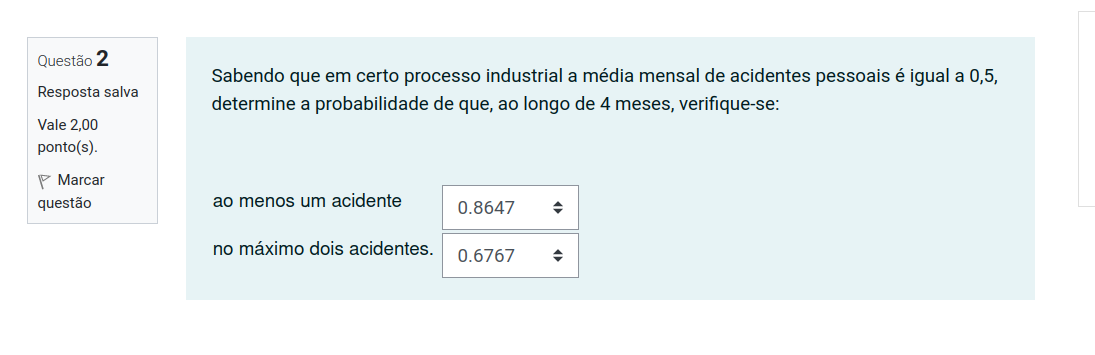 Questão 2
Resposta salva
Vale 2,00
ponto(s).
Marcar
questão
Sabendo que em certo processo industrial a média mensal de acidentes pessoais é igual a 0,5,
determine a probabilidade de que, ao longo de 4 meses, verifique-se:
ao menos um acidente 0.8647
no máximo dois acidentes. 0.6767